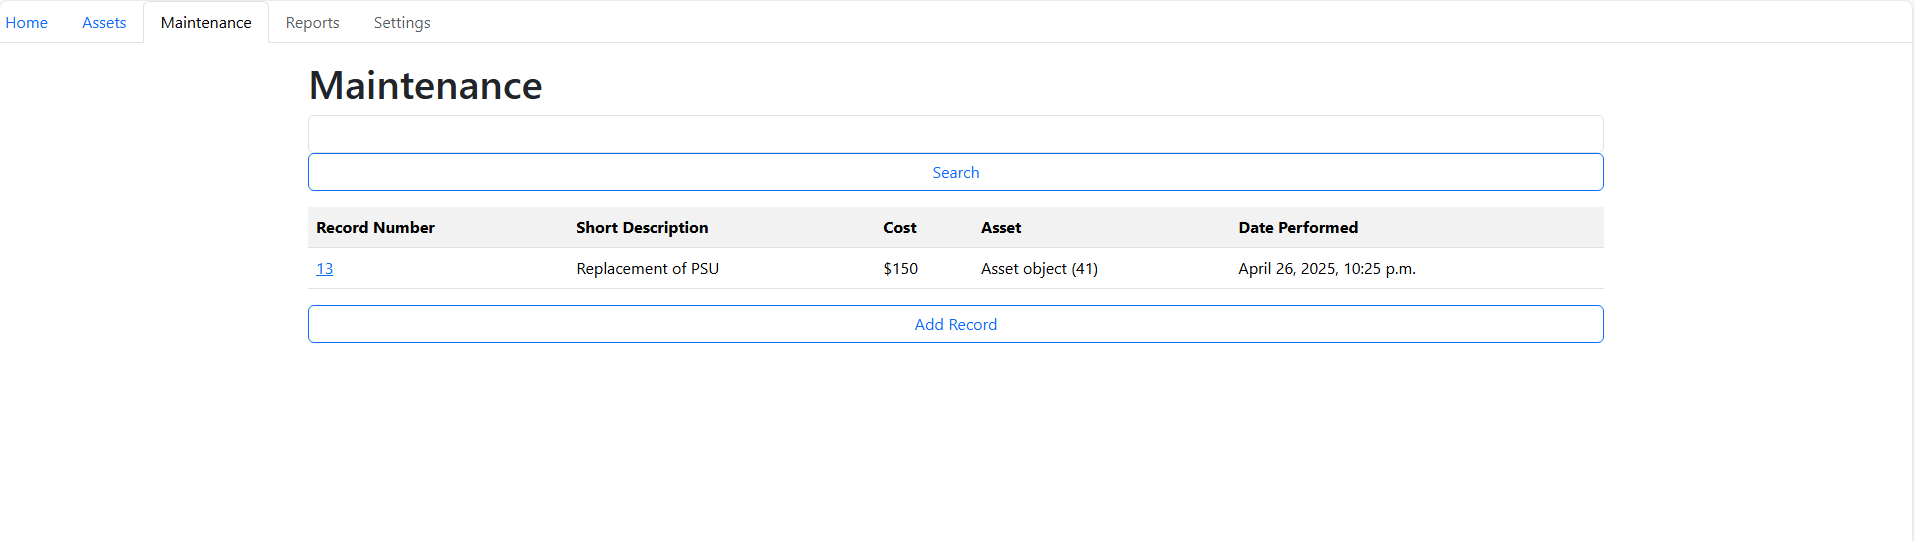 Home Assets Maintenance Reports Settings
Maintenance
Search
Record Number Short Description Cost Asset Date Performed
13 Replacement of PSU $150 Asset object (41) April 26, 2025, 10:25 p.m.
Add Record